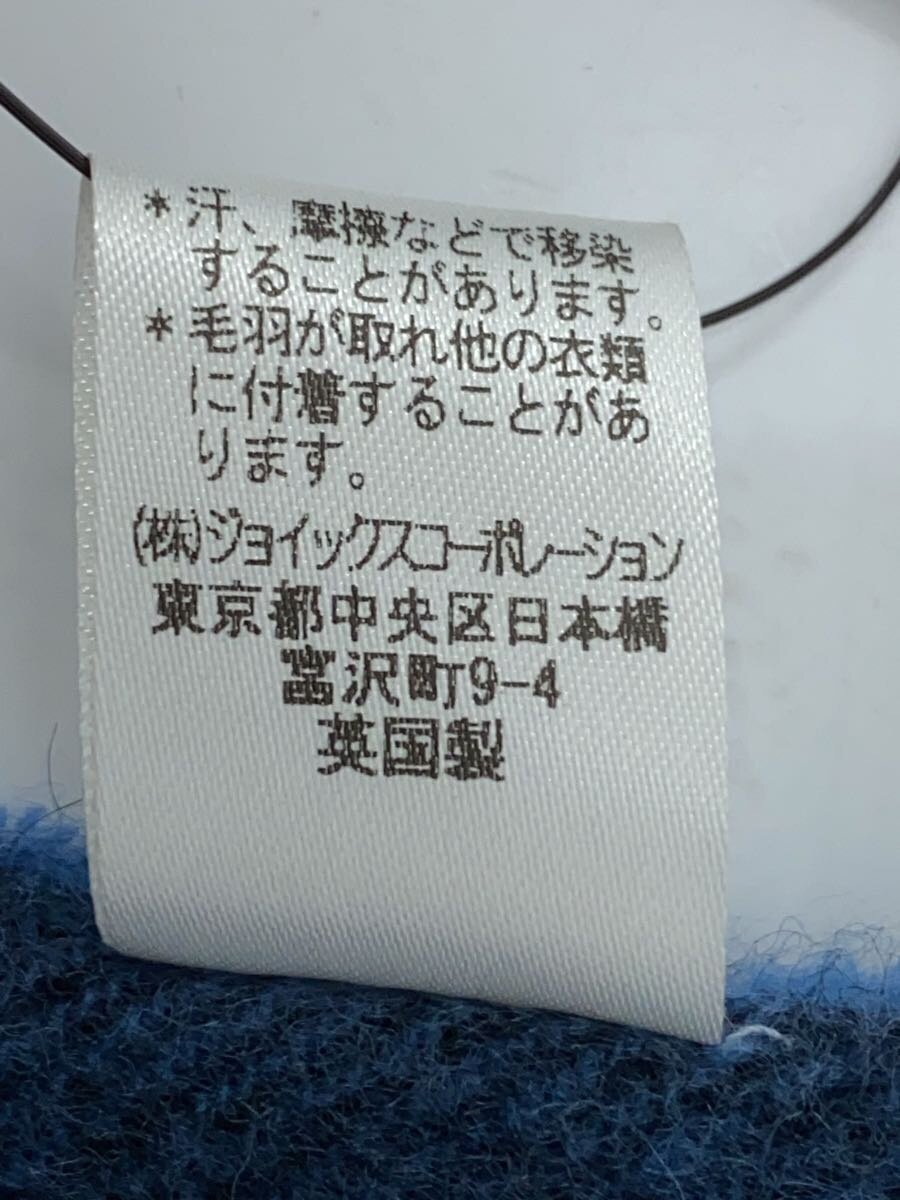 *汗、摩擦などで移染
することがあります。
*毛羽が取れ他の衣類
に付着することがあ
ります。
(株)ジョイックスコーポレーション
東京都中央区日本橋
富沢町9-4
英国製